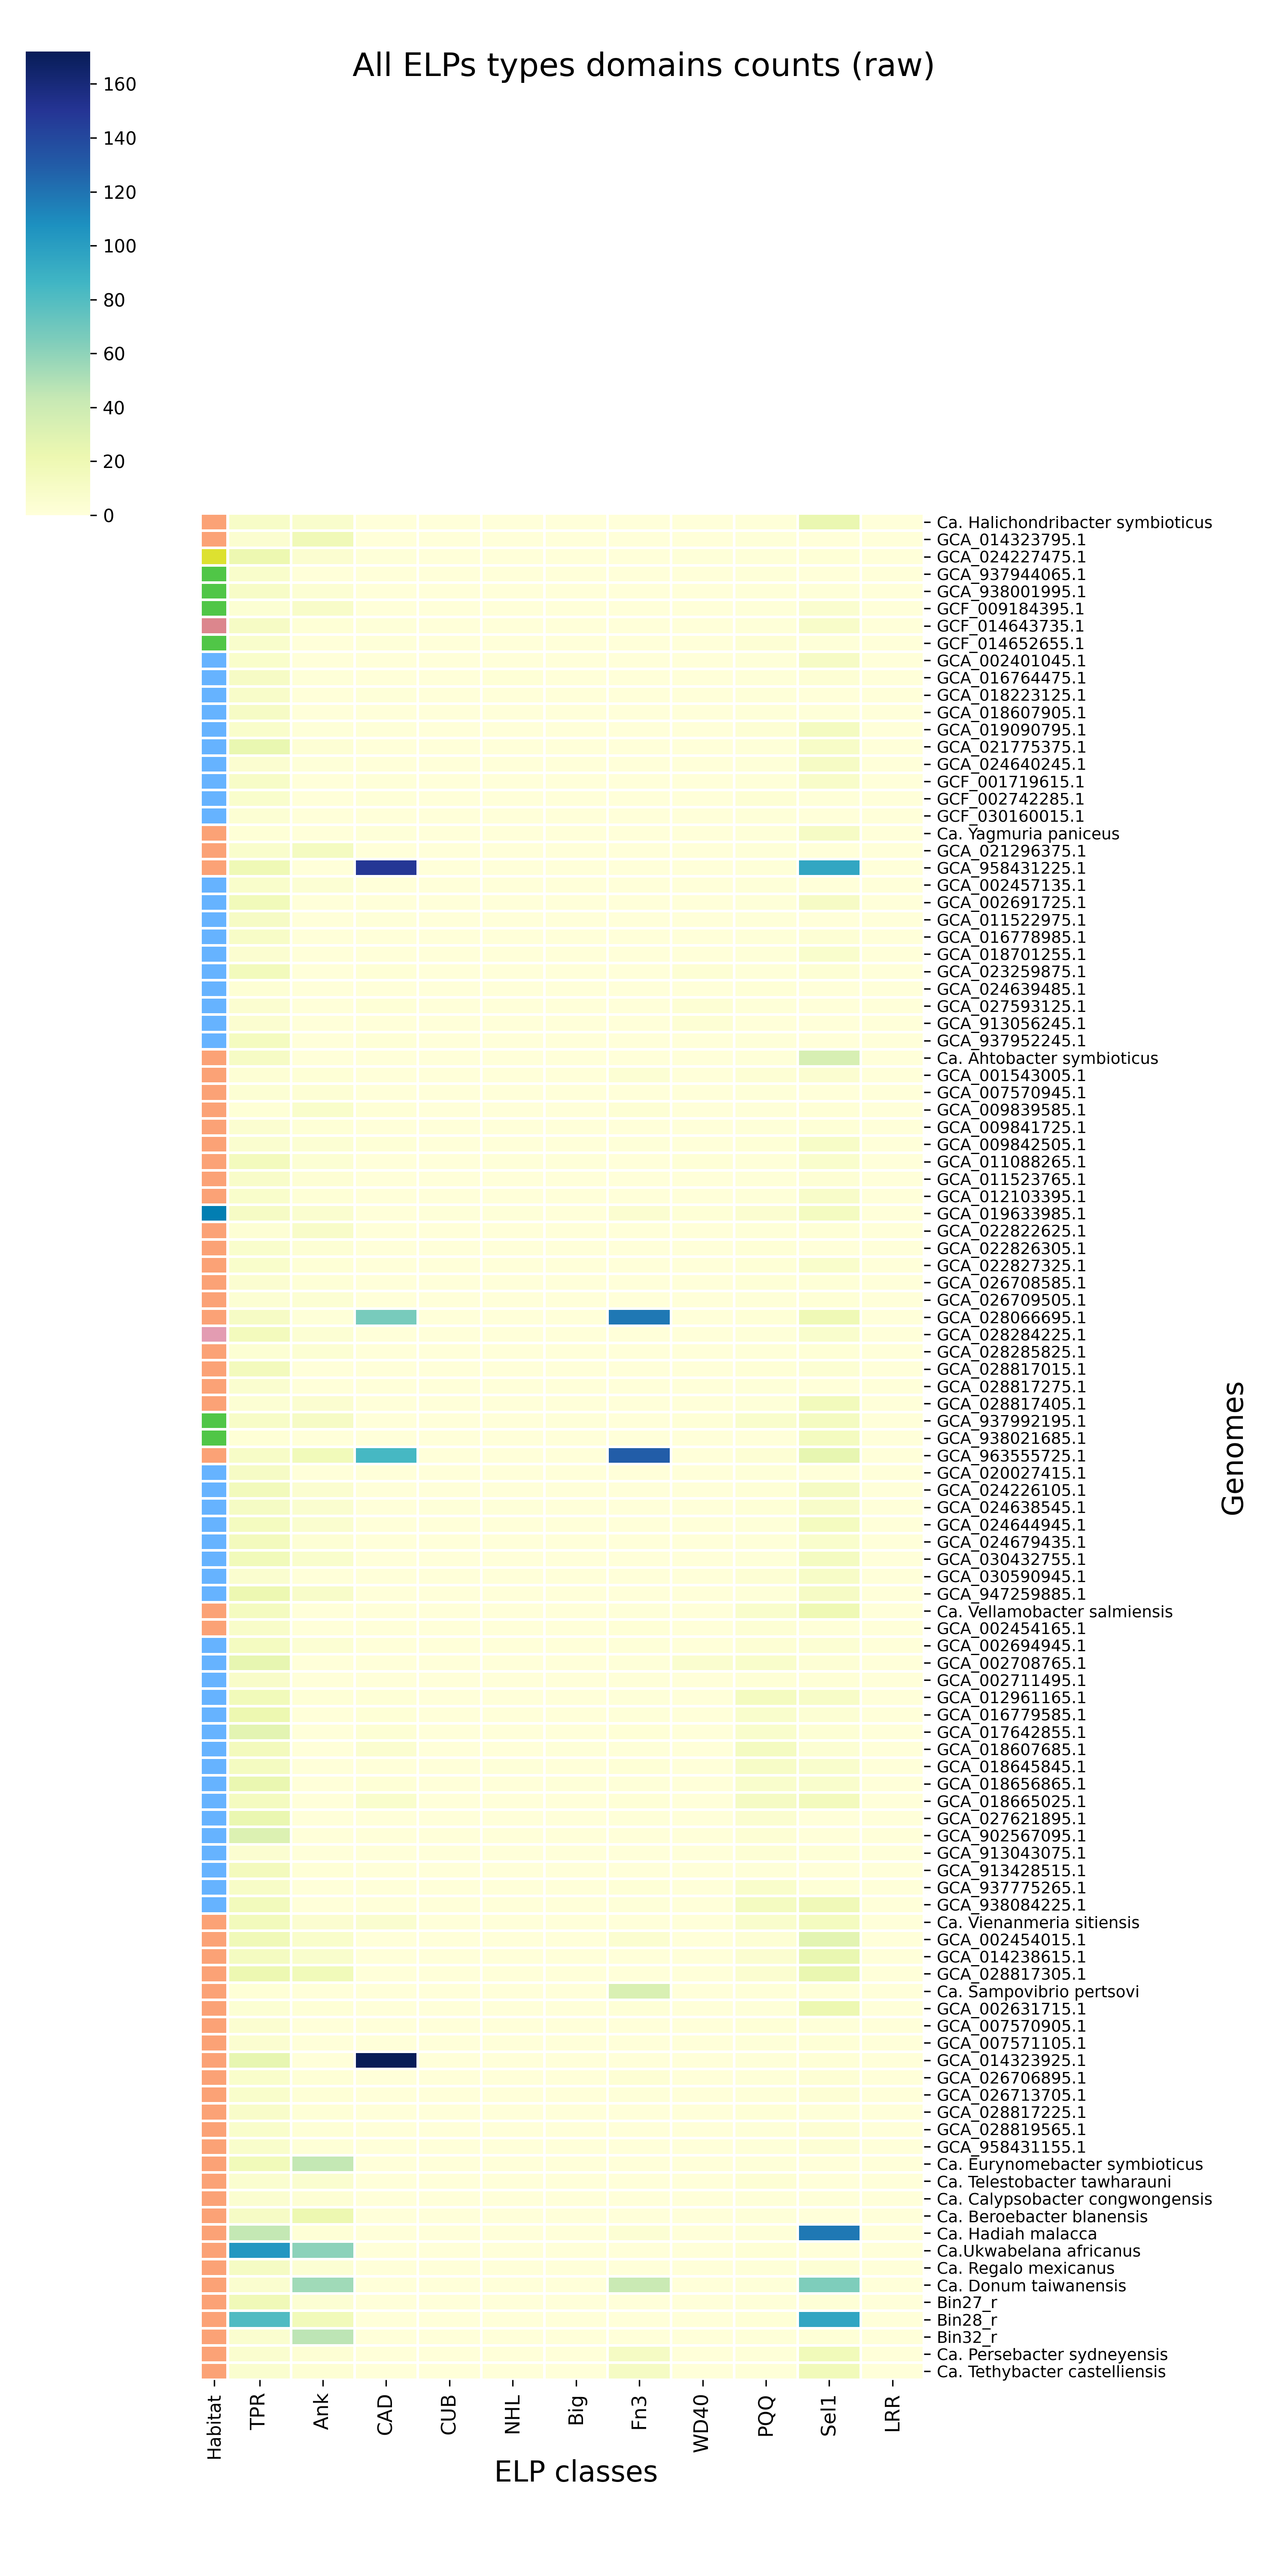 All ELPs types domains counts (raw)
160
140
120
100
80
60
40
20
0
Ca. Halichondribacter symbioticus
GCA_014323795.1
GCA_024227475.1
GCA_937944065.1
GCA_938001995.1
GCF_009184395.1
GCF_014643735.1
GCF_014652655.1
GCA_002401045.1
GCA_016764475.1
GCA_018223125.1
GCA_018607905.1
GCA_019090795.1
GCA_021775375.1
GCA_024640245.1
GCF_001719615.1
GCF_002742285.1
GCF_030160015.1
Ca. Yagmuria paniceus
GCA_021296375.1
GCA_958431225.1
GCA_002457135.1
GCA_002691725.1
GCA_011522975.1
GCA_016778985.1
GCA_018701255.1
GCA_023259875.1
GCA_024639485.1
GCA_027593125.1
GCA_913056245.1
GCA_937952245.1
Ca. Ahtobacter symbioticus
GCA_001543005.1
GCA_007570945.1
GCA_009839585.1
GCA_009841725.1
GCA_009842505.1
GCA_011088265.1
GCA_011523765.1
GCA_012103395.1
GCA_019633985.1
GCA_022822625.1
GCA_022826305.1
GCA_022827325.1
GCA_026708585.1
GCA_026709505.1
GCA_028066695.1
GCA_028284225.1
GCA_028285825.1
GCA_028817015.1
GCA_028817275.1
GCA_028817405.1
GCA_937992195.1
GCA_938021685.1
GCA_963555725.1
GCA_020027415.1
GCA_024226105.1
GCA_024638545.1
GCA_024644945.1
GCA_024679435.1
GCA_030432755.1
GCA_030590945.1
GCA_947259885.1
Ca. Vellamobacter salmiensis
GCA_002454165.1
GCA_002694945.1
GCA_002708765.1
GCA_002711495.1
GCA_012961165.1
GCA_016779585.1
GCA_017642855.1
GCA_018607685.1
GCA_018645845.1
GCA_018656865.1
GCA_018665025.1
GCA_027621895.1
GCA_902567095.1
GCA_913043075.1
GCA_913428515.1
GCA_937775265.1
GCA_938084225.1
Ca. Vienanmeria sitiensis
GCA_002454015.1
GCA_014238615.1
GCA_028817305.1
Ca. Sampovibrio pertsovi
GCA_002631715.1
GCA_007570905.1
GCA_007571105.1
GCA_014323925.1
GCA_026706895.1
GCA_026713705.1
GCA_028817225.1
GCA_028819565.1
GCA_958431155.1
Ca. Eurynomebacter symbioticus
Ca. Telestobacter tawharauni
Ca. Calypsobacter congwongensis
Ca. Beroebacter blanensis
Ca. Hadiah malacca
Ca.Ukwabelana africanus
Ca. Regalo mexicanus
Ca. Donum taiwanensis
Bin27_r
Bin28_r
Bin32_r
Ca. Persebacter sydneyensis
Ca. Tethybacter castelliensis
Genomes
Habitat
TPR
Ank
CAD
CUB
NHL
Big
Fn3
WD40
PQQ
Sel1
LRR
ELP classes